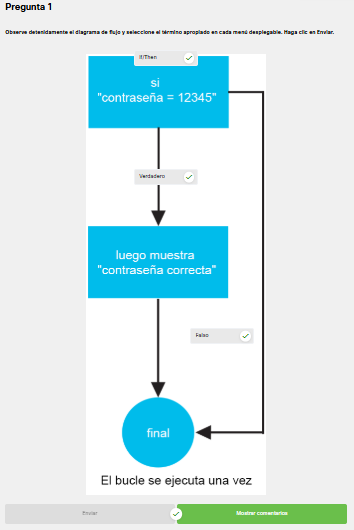 Pregunta 1
Observe detenidamente el diagrama de flujo y seleccione el término apropiado en cada menú desplegable. Haga clic en Enviar.
If/Then
si
"contraseña = 12345"
Verdadero
luego muestra
"contraseña correcta"
Falso
final
El bucle se ejecuta una vez
Enviar
Mostrar comentarios